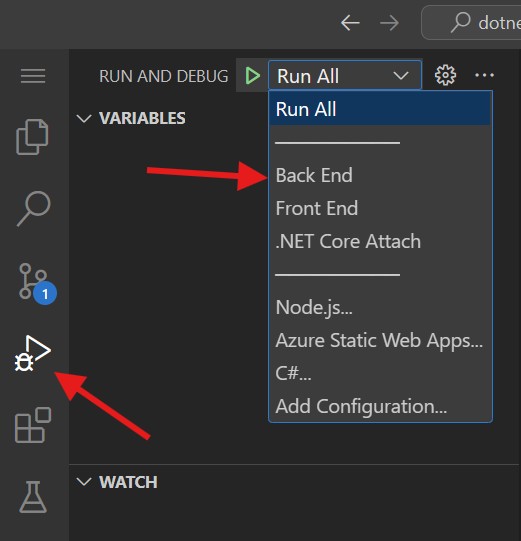 dotne
RUN AND DEBUG Run All
VARIABLES
Run All
Back End
Front End
.NET Core Attach
Node.js...
Azure Static Web Apps...
C#...
Add Configuration...
1
WATCH